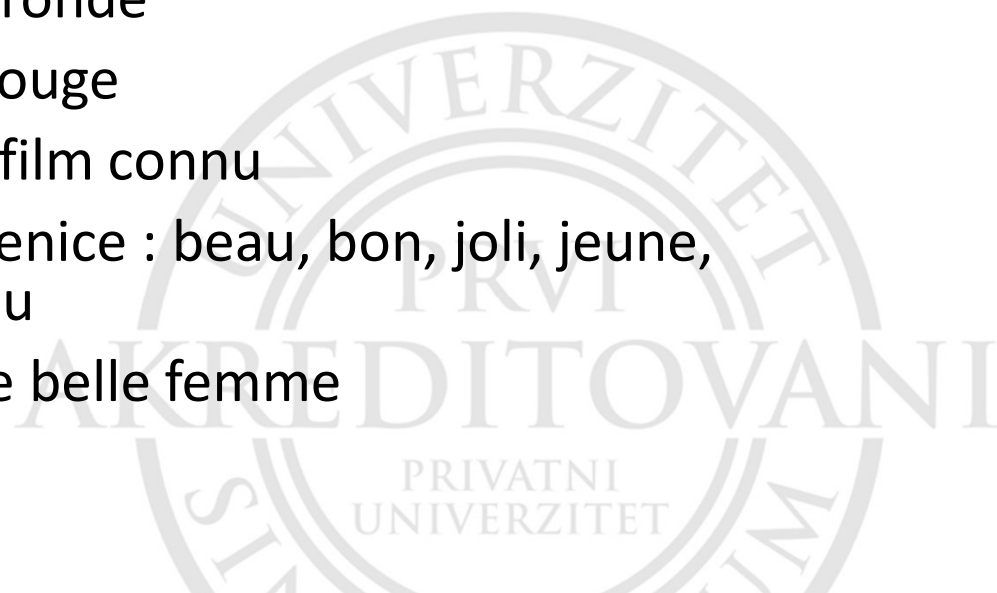 ronde
ouge
film connu
enice : beau, bon, joli, jeune,
u
e belle femme
UNIVERZITET
PRVI
AKREDITOVANI
PRIVATNI
UNIVERZITET